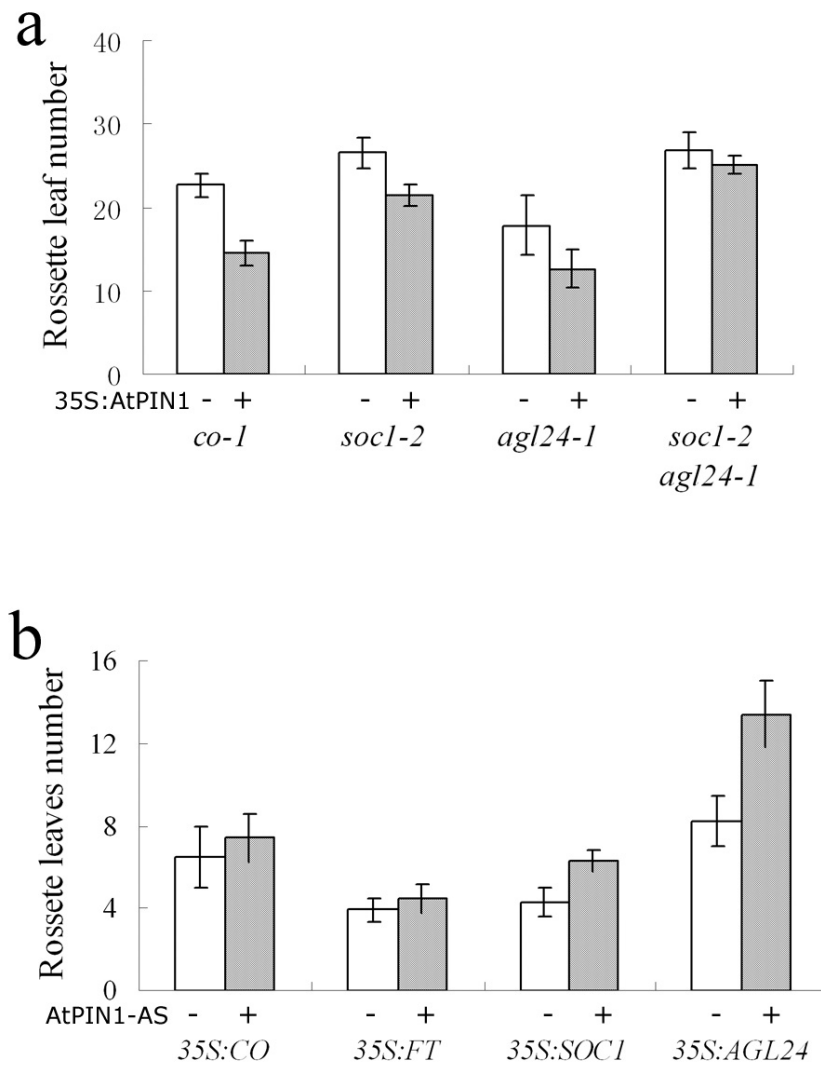 a
Rossette leaf number
40
30
20
10
0
35S:AtPIN1 - + - + - + - +
co-1 soc1-2 agl24-1 soc1-2
agl24-1
b
Rossete leaves number
16
12
8
4
0
AtPIN1-AS - + - + - + - +
35S:CO 35S:FT 35S:SOC1 35S:AGL24